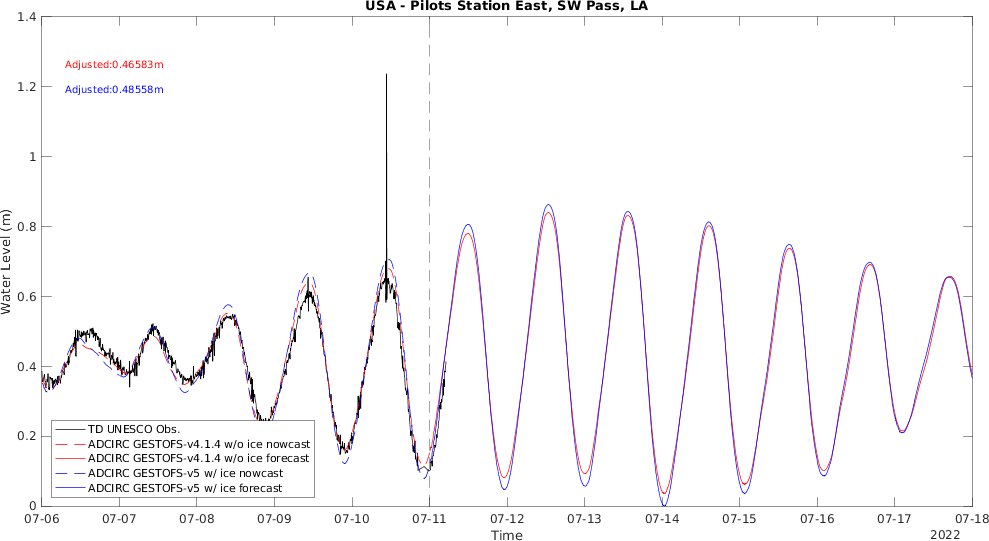 USA - Pilots Station East, SW Pass, LA
1.4
Adjusted:0.46583m
Adjusted:0.48558m
1.2
1
0.8
0.6
0.4
0.2
0
Water Level (m)
TD UNESCO Obs.
ADCIRC GESTOFS-v4.1.4 w/o ice nowcast
ADCIRC GESTOFS-v4.1.4 w/o ice forecast
ADCIRC GESTOFS-v5 w/ ice nowcast
ADCIRC GESTOFS-v5 w/ ice forecast
07-06 07-07 07-08 07-09 07-10 07-11 07-12 07-13 07-14 07-15 07-16 07-17 07-18
Time
2022